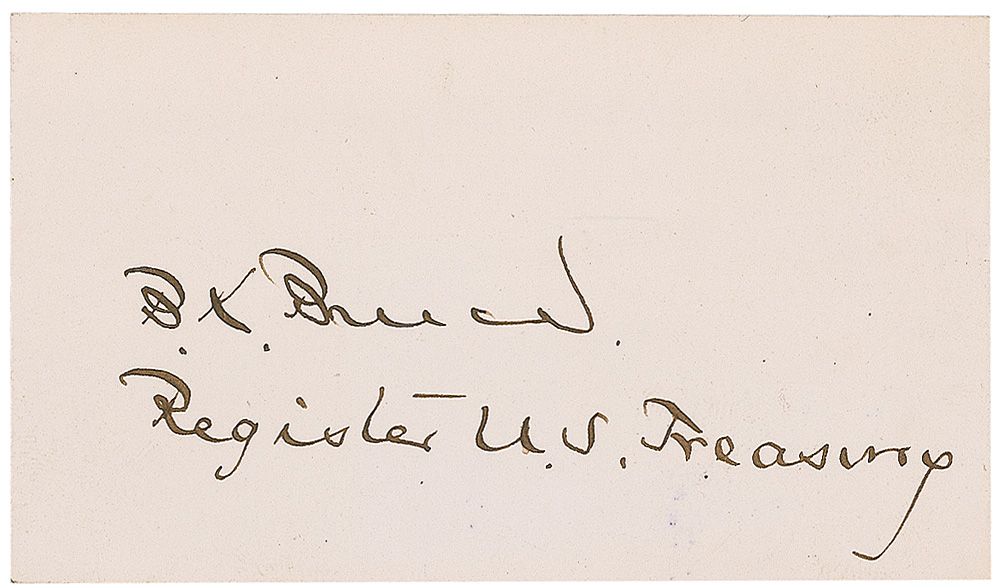 B. K. Bruce.
Register U.S. Treasury